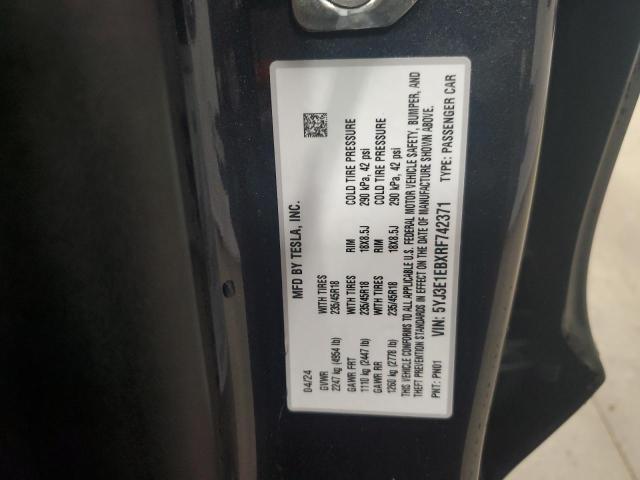 MFD BY TESLA, INC.
04/24
GVWR WITH TIRES RIM COLD TIRE PRESSURE
2247 kg (4954 lb) 235/45R18 18X8.5J 290 kPa, 42 psi
GAWR FRT WITH TIRES RIM COLD TIRE PRESSURE
1110 kg (2447 lb) 235/45R18 18X8.5J 290 kPa, 42 psi
GAWR RR WITH TIRES
1260 kg (2778 lb) 235/45R18
THIS VEHICLE CONFORMS TO ALL APPLICABLE U.S. FEDERAL MOTOR VEHICLE SAFETY, BUMPER, AND
THEFT PREVENTION STANDARDS IN EFFECT ON THE DATE OF MANUFACTURE SHOWN ABOVE.
VIN: 5YJ3E1EBXRF742371 TYPE: PASSENGER CAR
PNT: PN01